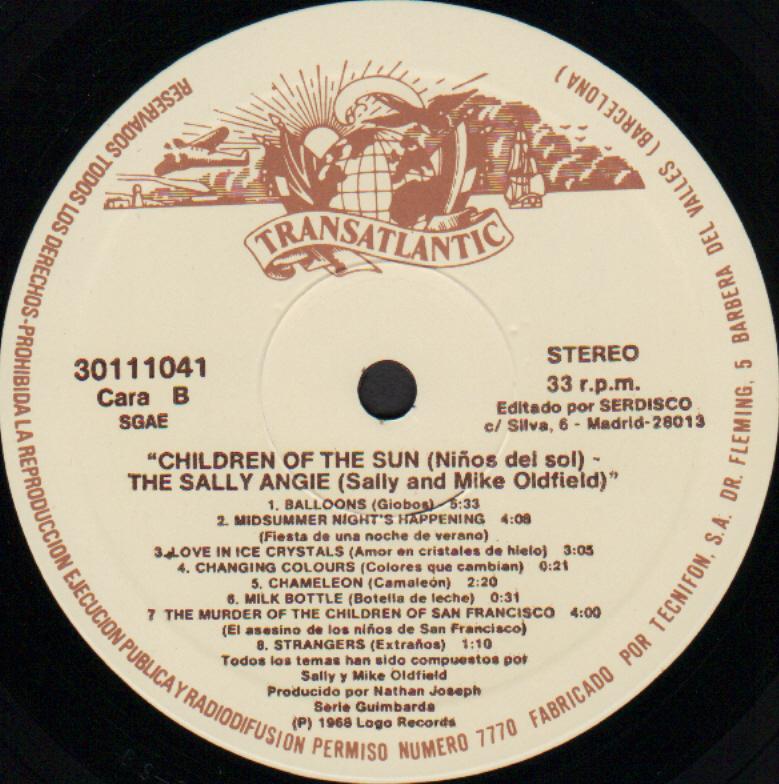 TRANSATLANTIC
30111041
Cara B
SGAE
STEREO
33 r.p.m.
Editado por SERDISCO
c/ Silva, 6 - Madrid-28013
"CHILDREN OF THE SUN (Niños del sol) -
THE SALLY ANGIE (Sally and Mike Oldfield)"
1. BALLOONS (Globos) 5:33
2. MIDSUMMER NIGHT'S HAPPENING 4:08
(Fiesta de una noche de verano)
3. LOVE IN ICE CRYSTALS (Amor en cristales de hielo) 3:05
4. CHANGING COLOURS (Colores que cambian) 0:21
5. CHAMELEON (Camaleón) 2:20
6. MILK BOTTLE (Botella de leche) 0:31
7 THE MURDER OF THE CHILDREN OF SAN FRANCISCO 4:00
(El asesino de los niños de San Francisco)
8. STRANGERS (Extraños) 1:10
Todos los temas han sido compuestos por
Sally y Mike Oldfield
Producido por Nathan Joseph
Serie Guimbarda
(P) 1968 Logo Records
RESERVADOS TODOS LOS DERECHOS-PROHIBIDA LA REPRODUCCION EJECUCION PUBLICA Y RADIODIFUSION PERMISO NUMERO 7770 FABRICADO POR TECNIFON, S.A. DR. FLEMING, 5 BARBERA DEL VALLES (BARCELONA)